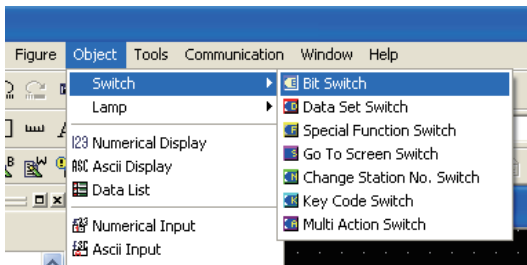 Figure Object Tools Communication Window Help
Switch
Lamp
123 Numerical Display
ASC Ascii Display
Data List
Numerical Input
Ascii Input
Bit Switch
Data Set Switch
Special Function Switch
Go To Screen Switch
Change Station No. Switch
Key Code Switch
Multi Action Switch